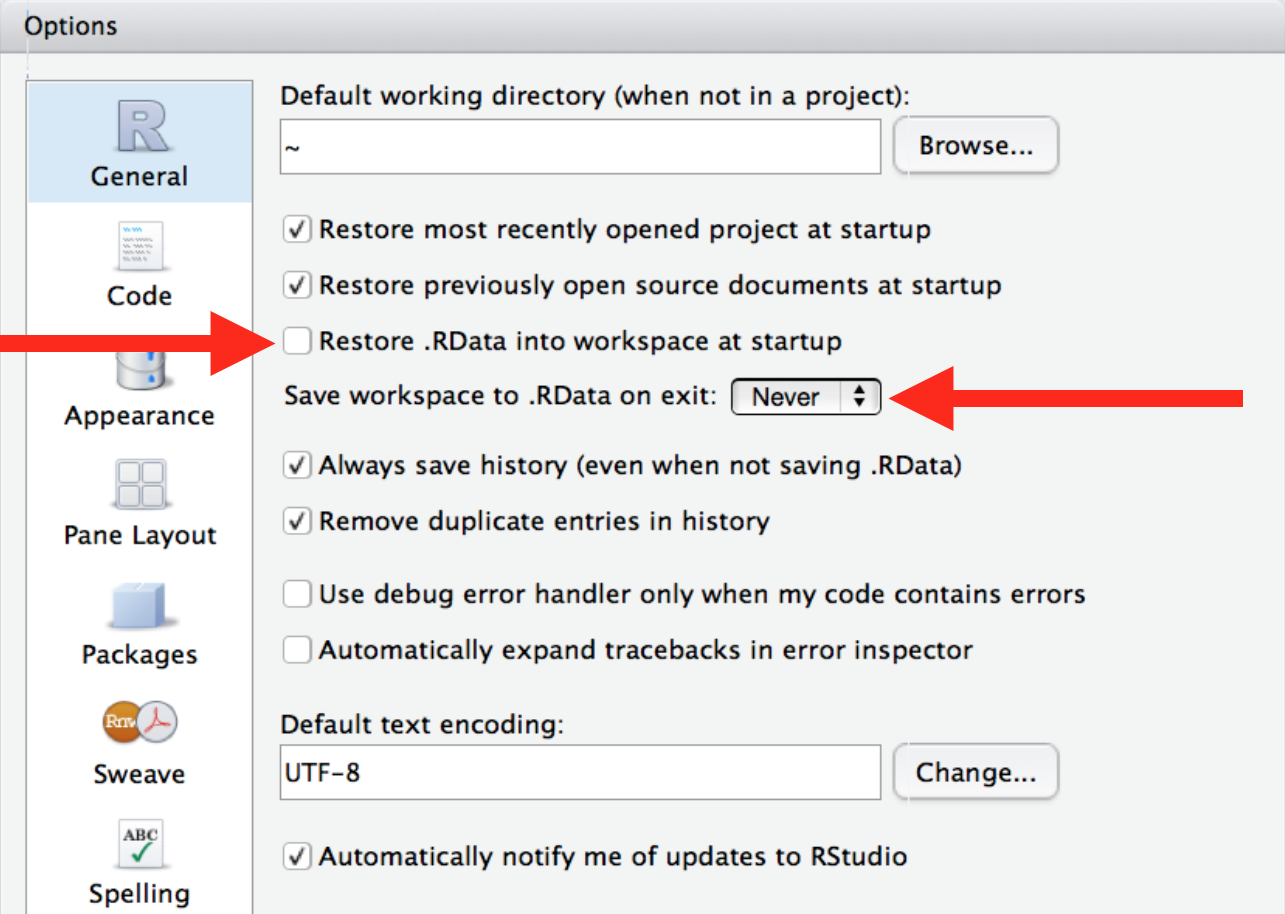 Options
General
Code
Appearance
Pane Layout
Packages
Rnw
Sweave
ABC
Spelling
Default working directory (when not in a project):
~
Browse...
Restore most recently opened project at startup
Restore previously open source documents at startup
Restore .RData into workspace at startup
Save workspace to .RData on exit: Never
Always save history (even when not saving .RData)
Remove duplicate entries in history
Use debug error handler only when my code contains errors
Automatically expand tracebacks in error inspector
Default text encoding:
UTF-8
Change...
Automatically notify me of updates to RStudio